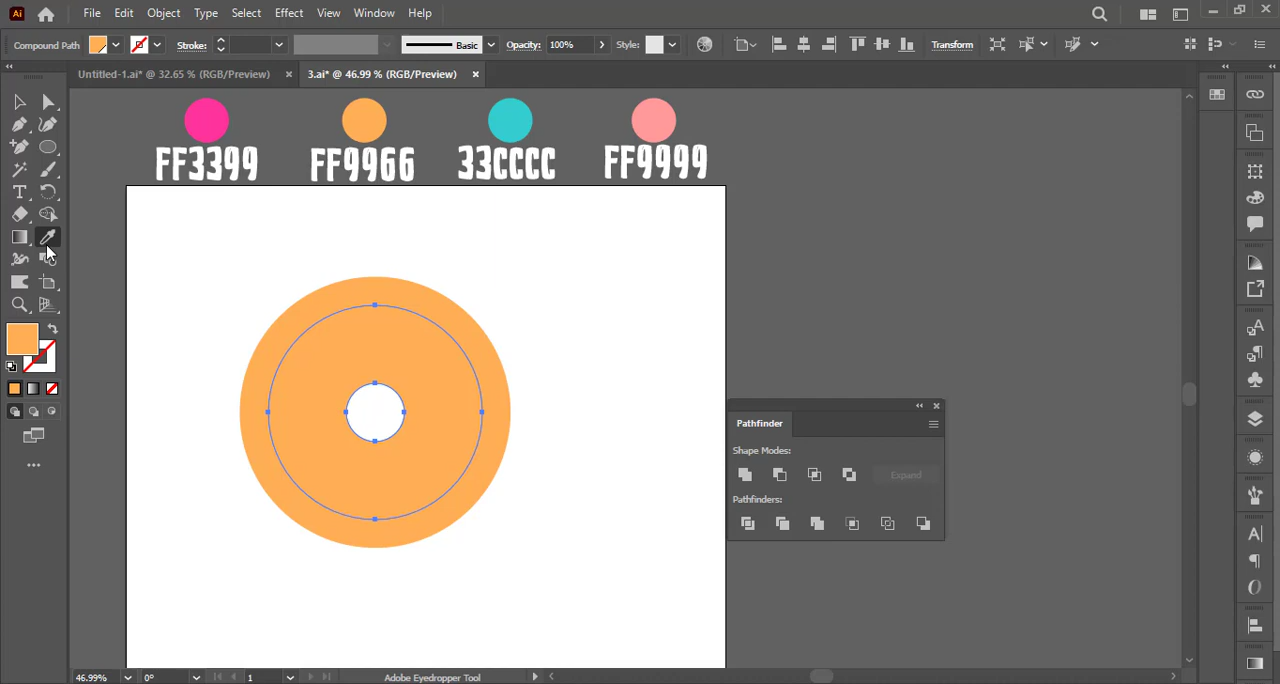 File Edit Object Type Select Effect View Window Help
Compound Path Stroke: Basic Opacity: 100% Style: Transform
Untitled-1.ai* @ 32.65 % (RGB/Preview) × 3.ai* @ 46.99 % (RGB/Preview) ×
FF3399 FF9966 33CCCC FF9999
Pathfinder
Shape Modes:
Expand
Pathfinders:
46.99% 0° 1 Adobe Eyedropper Tool